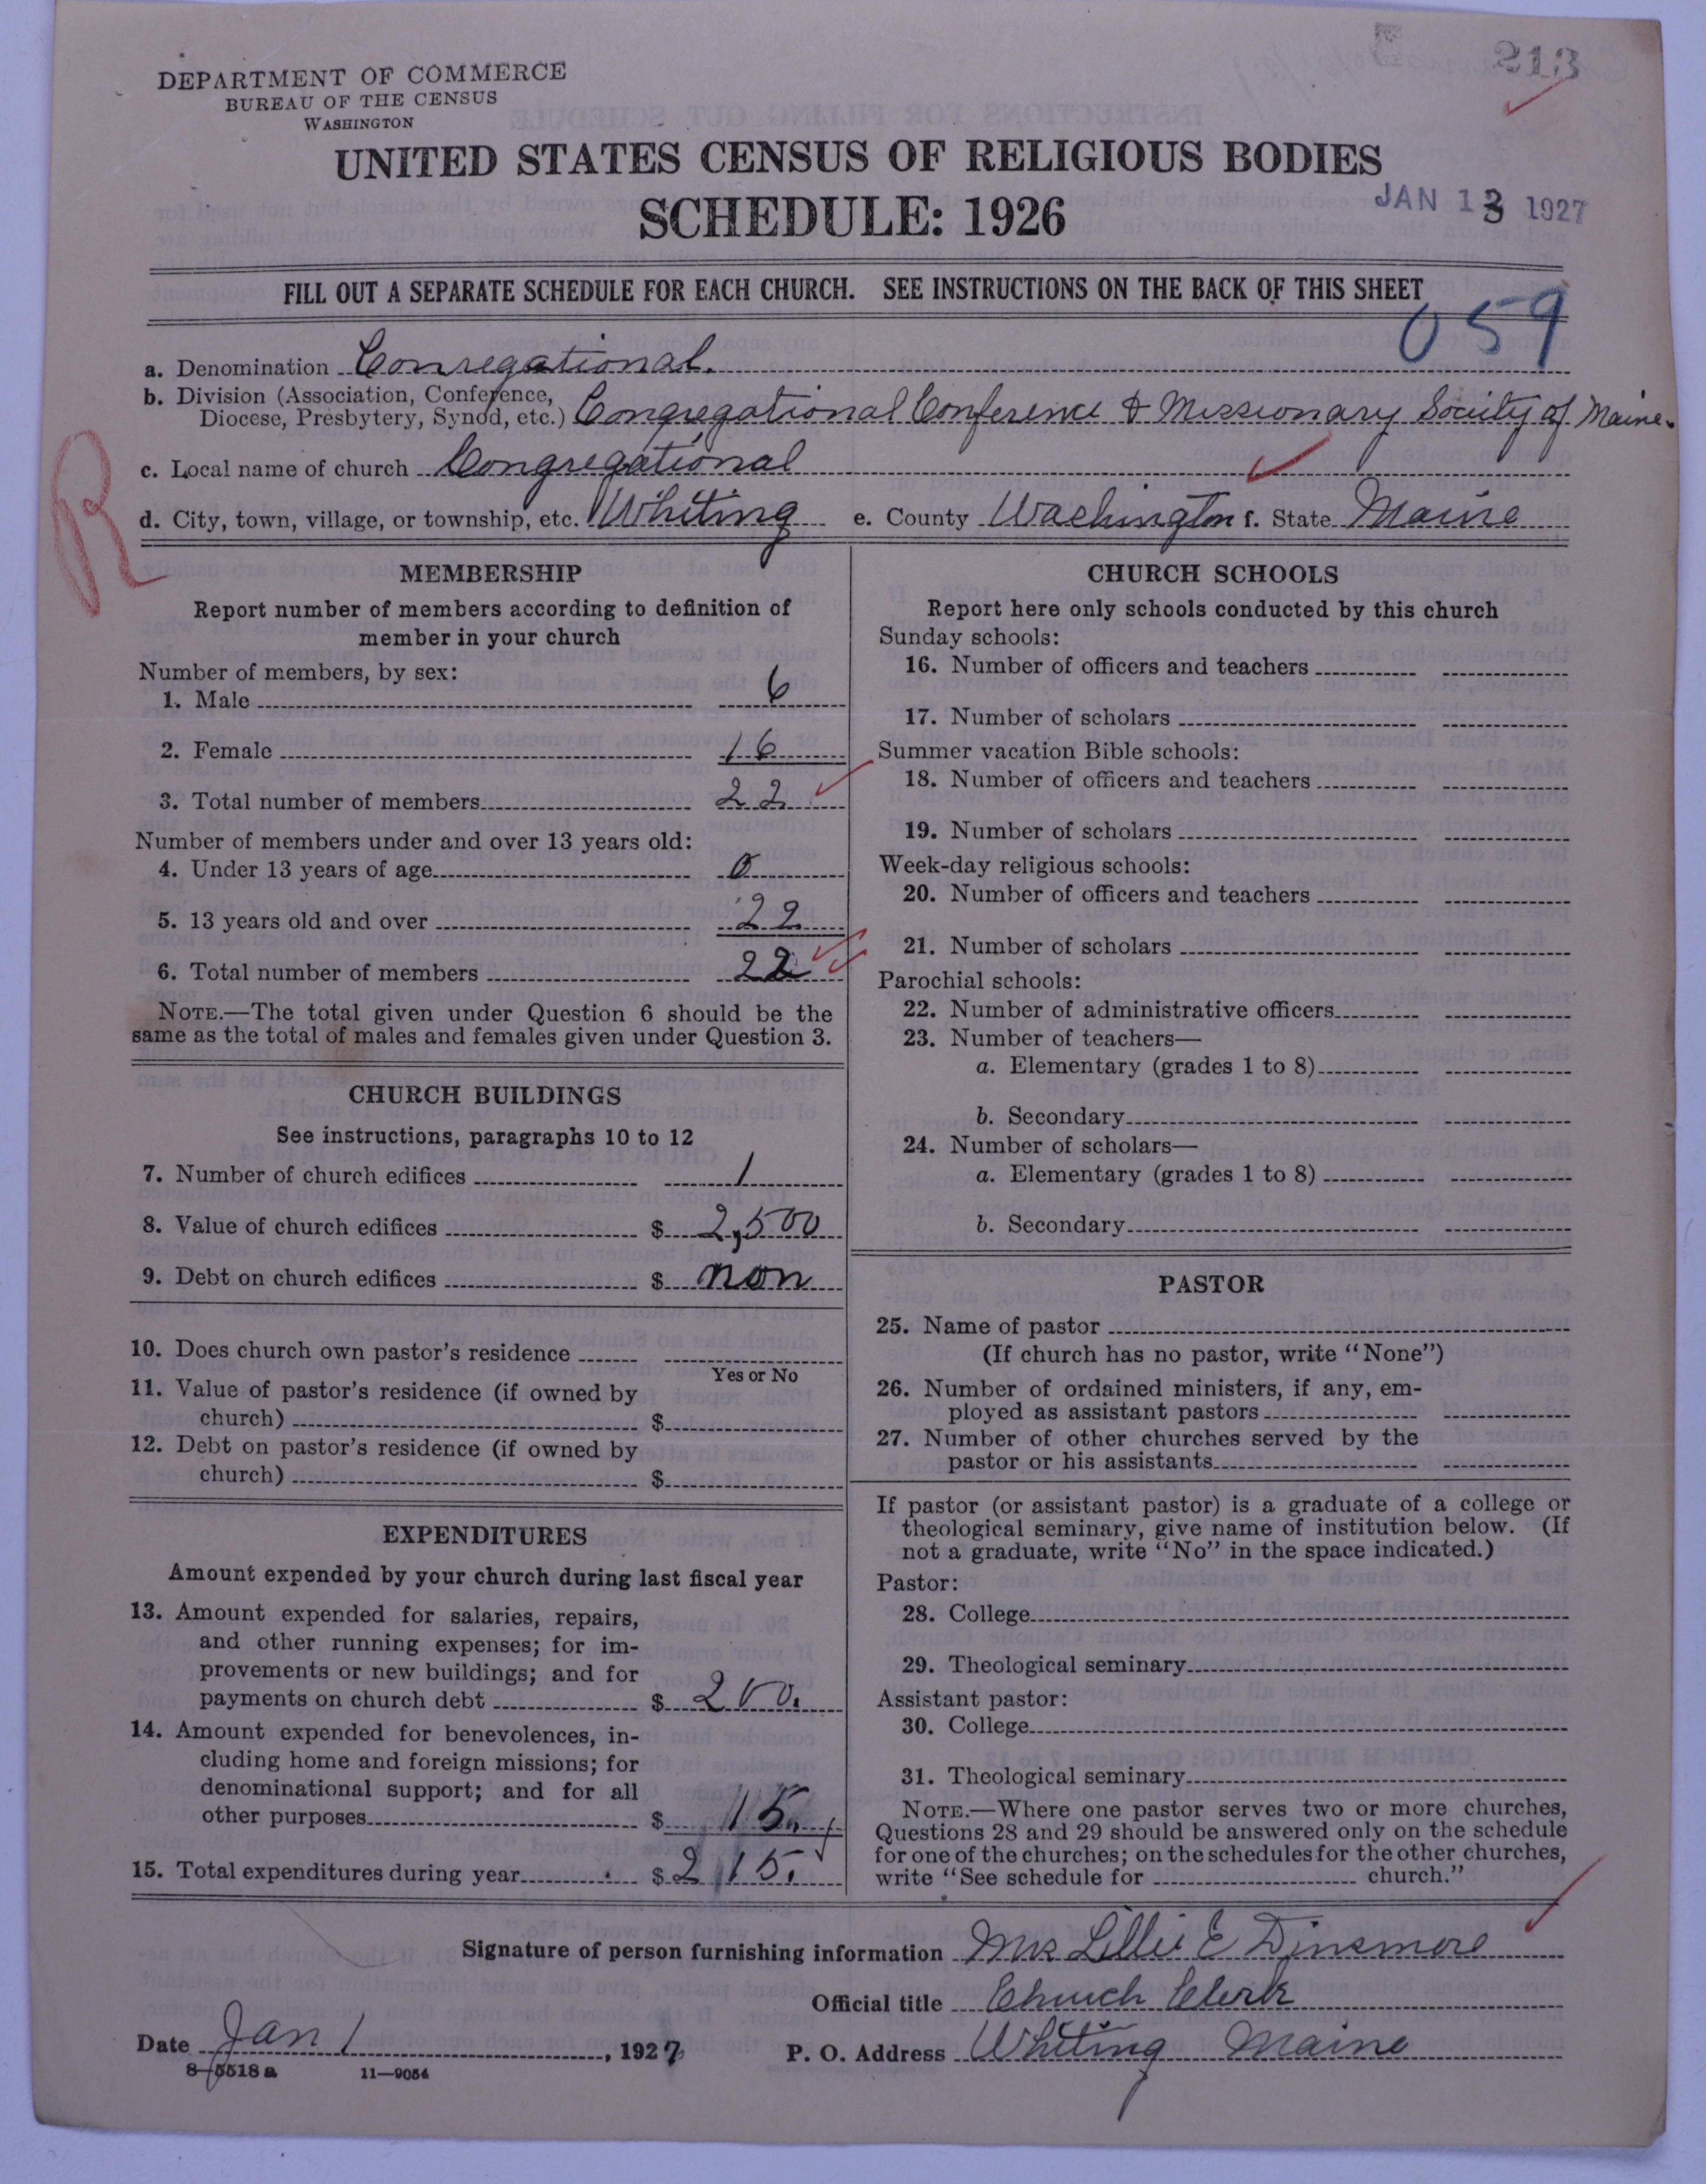 213
DEPARTMENT OF COMMERCE
BUREAU OF THE CENSUS
WASHINGTON
UNITED STATES CENSUS OF RELIGIOUS BODIES
SCHEDULE: 1926
JAN 13 1927
FILL OUT A SEPARATE SCHEDULE FOR EACH CHURCH. SEE INSTRUCTIONS ON THE BACK OF THIS SHEET
059
a. Denomination Conregational.
b. Division (Association, Conference,
Diocese, Presbytery, Synod, etc.) Congregational Conference & Missionary Society of Maine.
c. Local name of church Congregational
d. City, town, village, or township, etc. Whiting e. County Washington f. State Maine
R
MEMBERSHIP
Report number of members according to definition of
member in your church
Number of members, by sex:
1. Male 6
2. Female 16
3. Total number of members 22
Number of members under and over 13 years old:
4. Under 13 years of age 0
5. 13 years old and over 22
6. Total number of members 22
NOTE.—The total given under Question 6 should be the
same as the total of males and females given under Question 3.
CHURCH BUILDINGS
See instructions, paragraphs 10 to 12
7. Number of church edifices 1
8. Value of church edifices $ 2,500
9. Debt on church edifices $ non
10. Does church own pastor's residence
Yes or No
11. Value of pastor's residence (if owned by
church) $
12. Debt on pastor's residence (if owned by
church) $
EXPENDITURES
Amount expended by your church during last fiscal year
13. Amount expended for salaries, repairs,
and other running expenses; for im-
provements or new buildings; and for
payments on church debt $ 200.
14. Amount expended for benevolences, in-
cluding home and foreign missions; for
denominational support; and for all
other purposes $ 15.
15. Total expenditures during year $ 215.
CHURCH SCHOOLS
Report here only schools conducted by this church
Sunday schools:
16. Number of officers and teachers
17. Number of scholars
Summer vacation Bible schools:
18. Number of officers and teachers
19. Number of scholars
Week-day religious schools:
20. Number of officers and teachers
21. Number of scholars
Parochial schools:
22. Number of administrative officers
23. Number of teachers—
a. Elementary (grades 1 to 8)
b. Secondary
24. Number of scholars—
a. Elementary (grades 1 to 8)
b. Secondary
PASTOR
25. Name of pastor
(If church has no pastor, write "None")
26. Number of ordained ministers, if any, em-
ployed as assistant pastors
27. Number of other churches served by the
pastor or his assistants
If pastor (or assistant pastor) is a graduate of a college or
theological seminary, give name of institution below. (If
not a graduate, write "No" in the space indicated.)
Pastor:
28. College
29. Theological seminary
Assistant pastor:
30. College
31. Theological seminary
NOTE.—Where one pastor serves two or more churches,
Questions 28 and 29 should be answered only on the schedule
for one of the churches; on the schedules for the other churches,
write "See schedule for church."
Signature of person furnishing information Mrs Lillie E Dinsmore
Official title Church Clerk
Date Jan 1, 1927 P. O. Address Whiting Maine
8—5518 a 11—9054